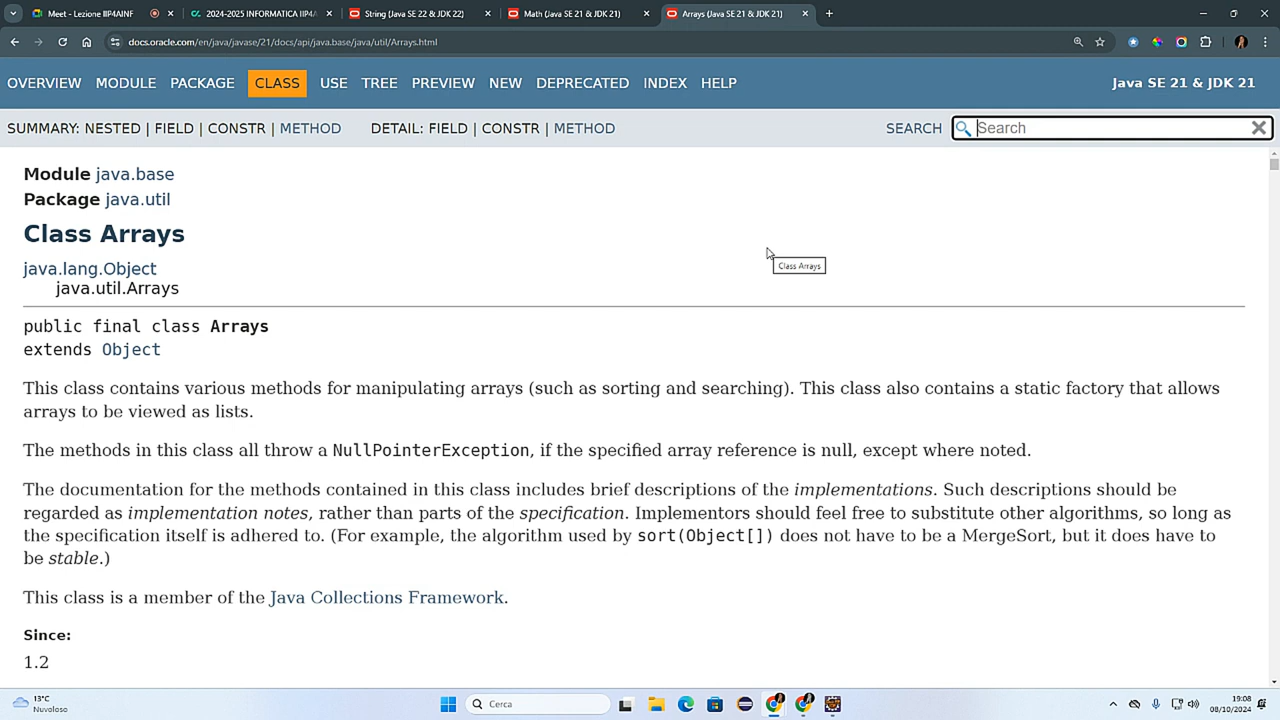 Meet - Lezione IIP4AINF
2024-2025 INFORMATICA IIP4A
String (Java SE 22 & JDK 22)
Math (Java SE 21 & JDK 21)
Arrays (Java SE 21 & JDK 21)
docs.oracle.com/en/java/javase/21/docs/api/java.base/java/util/Arrays.html
OVERVIEW MODULE PACKAGE CLASS USE TREE PREVIEW NEW DEPRECATED INDEX HELP Java SE 21 & JDK 21
SUMMARY: NESTED | FIELD | CONSTR | METHOD DETAIL: FIELD | CONSTR | METHOD SEARCH Search
Module java.base
Package java.util
Class Arrays
java.lang.Object
java.util.Arrays
Class Arrays
public final class Arrays
extends Object
This class contains various methods for manipulating arrays (such as sorting and searching). This class also contains a static factory that allows
arrays to be viewed as lists.
The methods in this class all throw a NullPointerException, if the specified array reference is null, except where noted.
The documentation for the methods contained in this class includes brief descriptions of the implementations. Such descriptions should be
regarded as implementation notes, rather than parts of the specification. Implementors should feel free to substitute other algorithms, so long as
the specification itself is adhered to. (For example, the algorithm used by sort(Object[]) does not have to be a MergeSort, but it does have to
be stable.)
This class is a member of the Java Collections Framework.
Since:
1.2
13°C
Nuvoloso
Cerca
19:08
08/10/2024